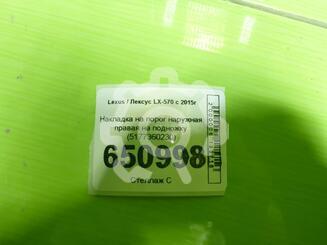 Lexus / Лексус LX-570 с 2015г
Накладка на порог наружная
правая на подножку
(5177360230)
650998
Стеллаж С